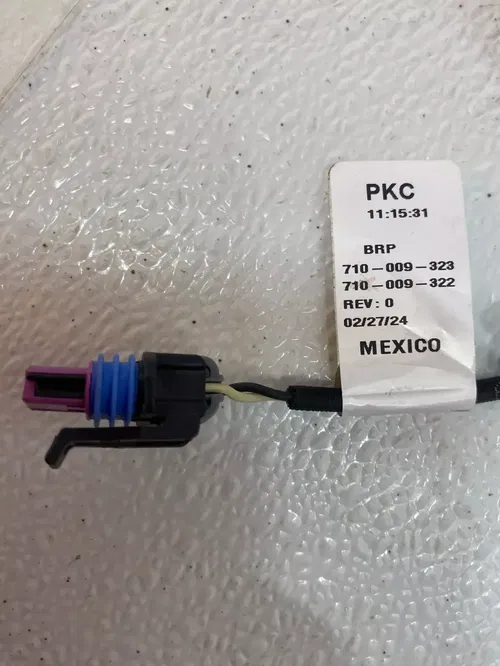 PKC
11:15:31
BRP
710-009-323
710-009-322
REV: 0
02/27/24
MEXICO